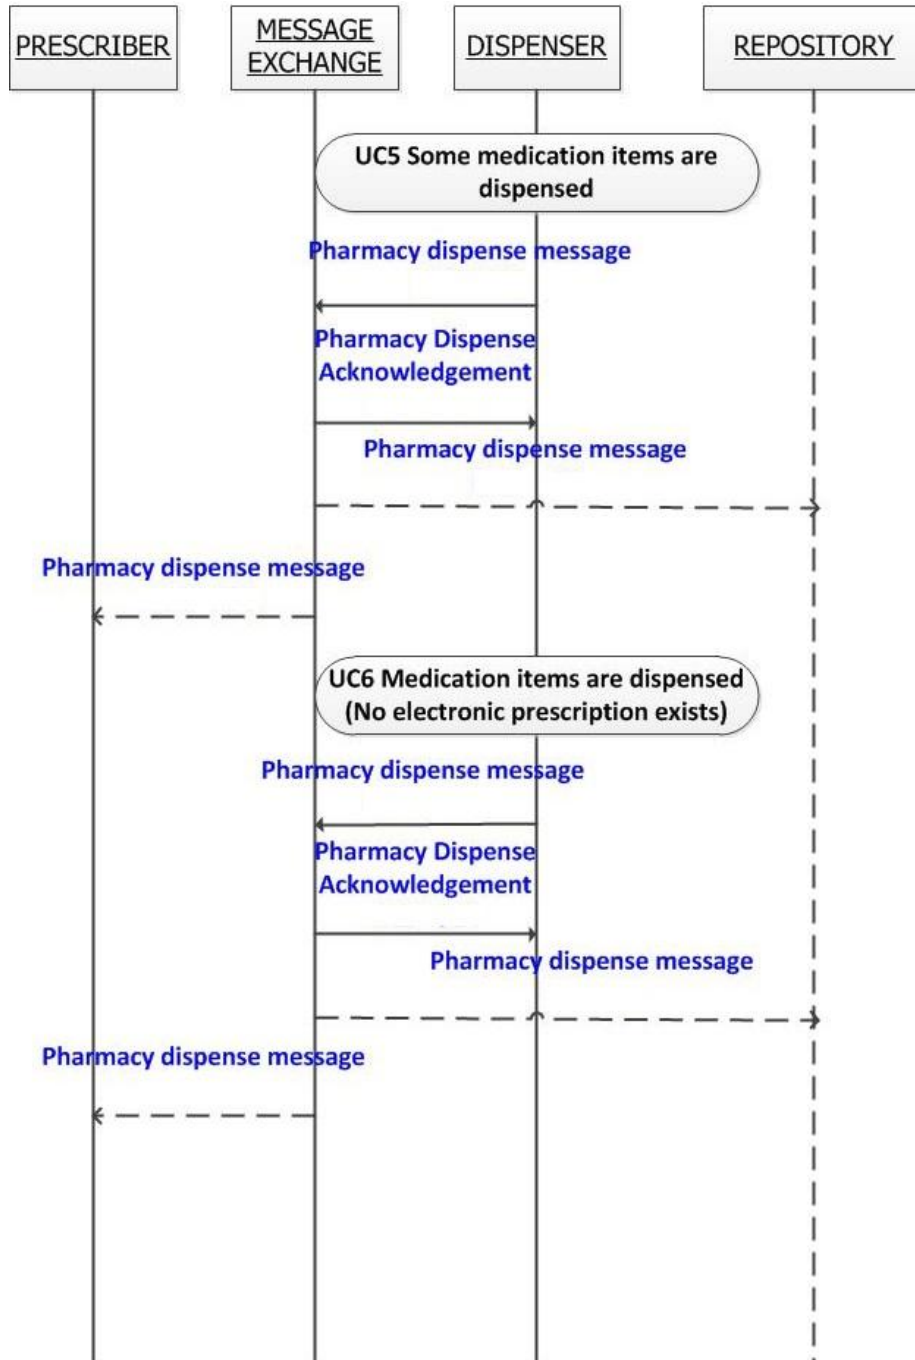 PRESCRIBER
MESSAGE
EXCHANGE
DISPENSER
REPOSITORY
UC5 Some medication items are
dispensed
Pharmacy dispense message
Pharmacy Dispense
Acknowledgement
Pharmacy dispense message
Pharmacy dispense message
UC6 Medication items are dispensed
(No electronic prescription exists)
Pharmacy dispense message
Pharmacy Dispense
Acknowledgement
Pharmacy dispense message
Pharmacy dispense message